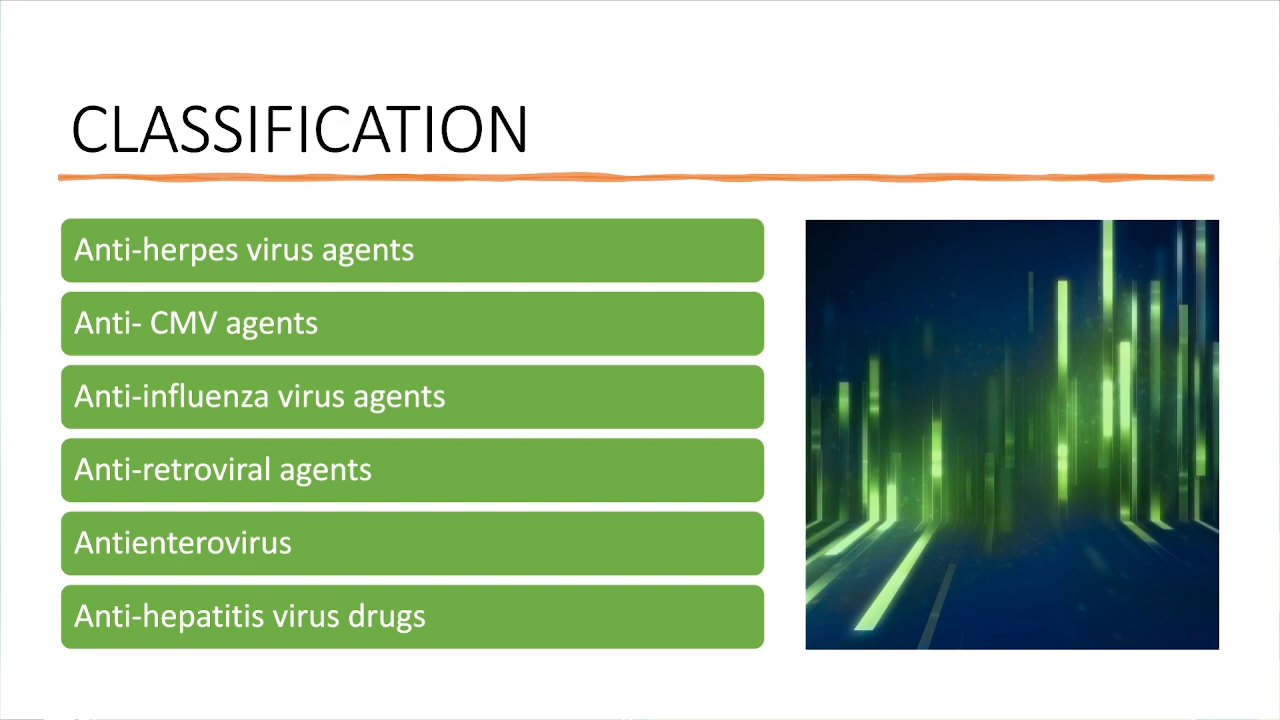 CLASSIFICATION
Anti-herpes virus agents
Anti- CMV agents
Anti-influenza virus agents
Anti-retroviral agents
Antienterovirus
Anti-hepatitis virus drugs